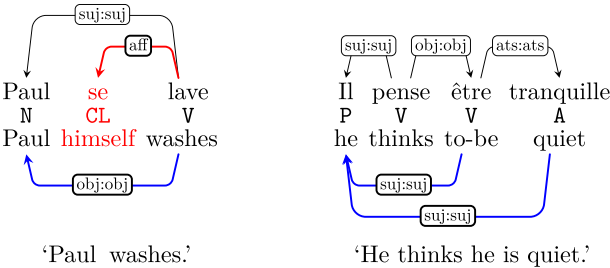 suj:suj
aff
Paul se lave
N CL V
Paul himself washes
obj:obj
‘Paul washes.’
suj:suj obj:obj ats:ats
Il pense être tranquille
P V V A
he thinks to-be quiet
suj:suj
suj:suj
‘He thinks he is quiet.’